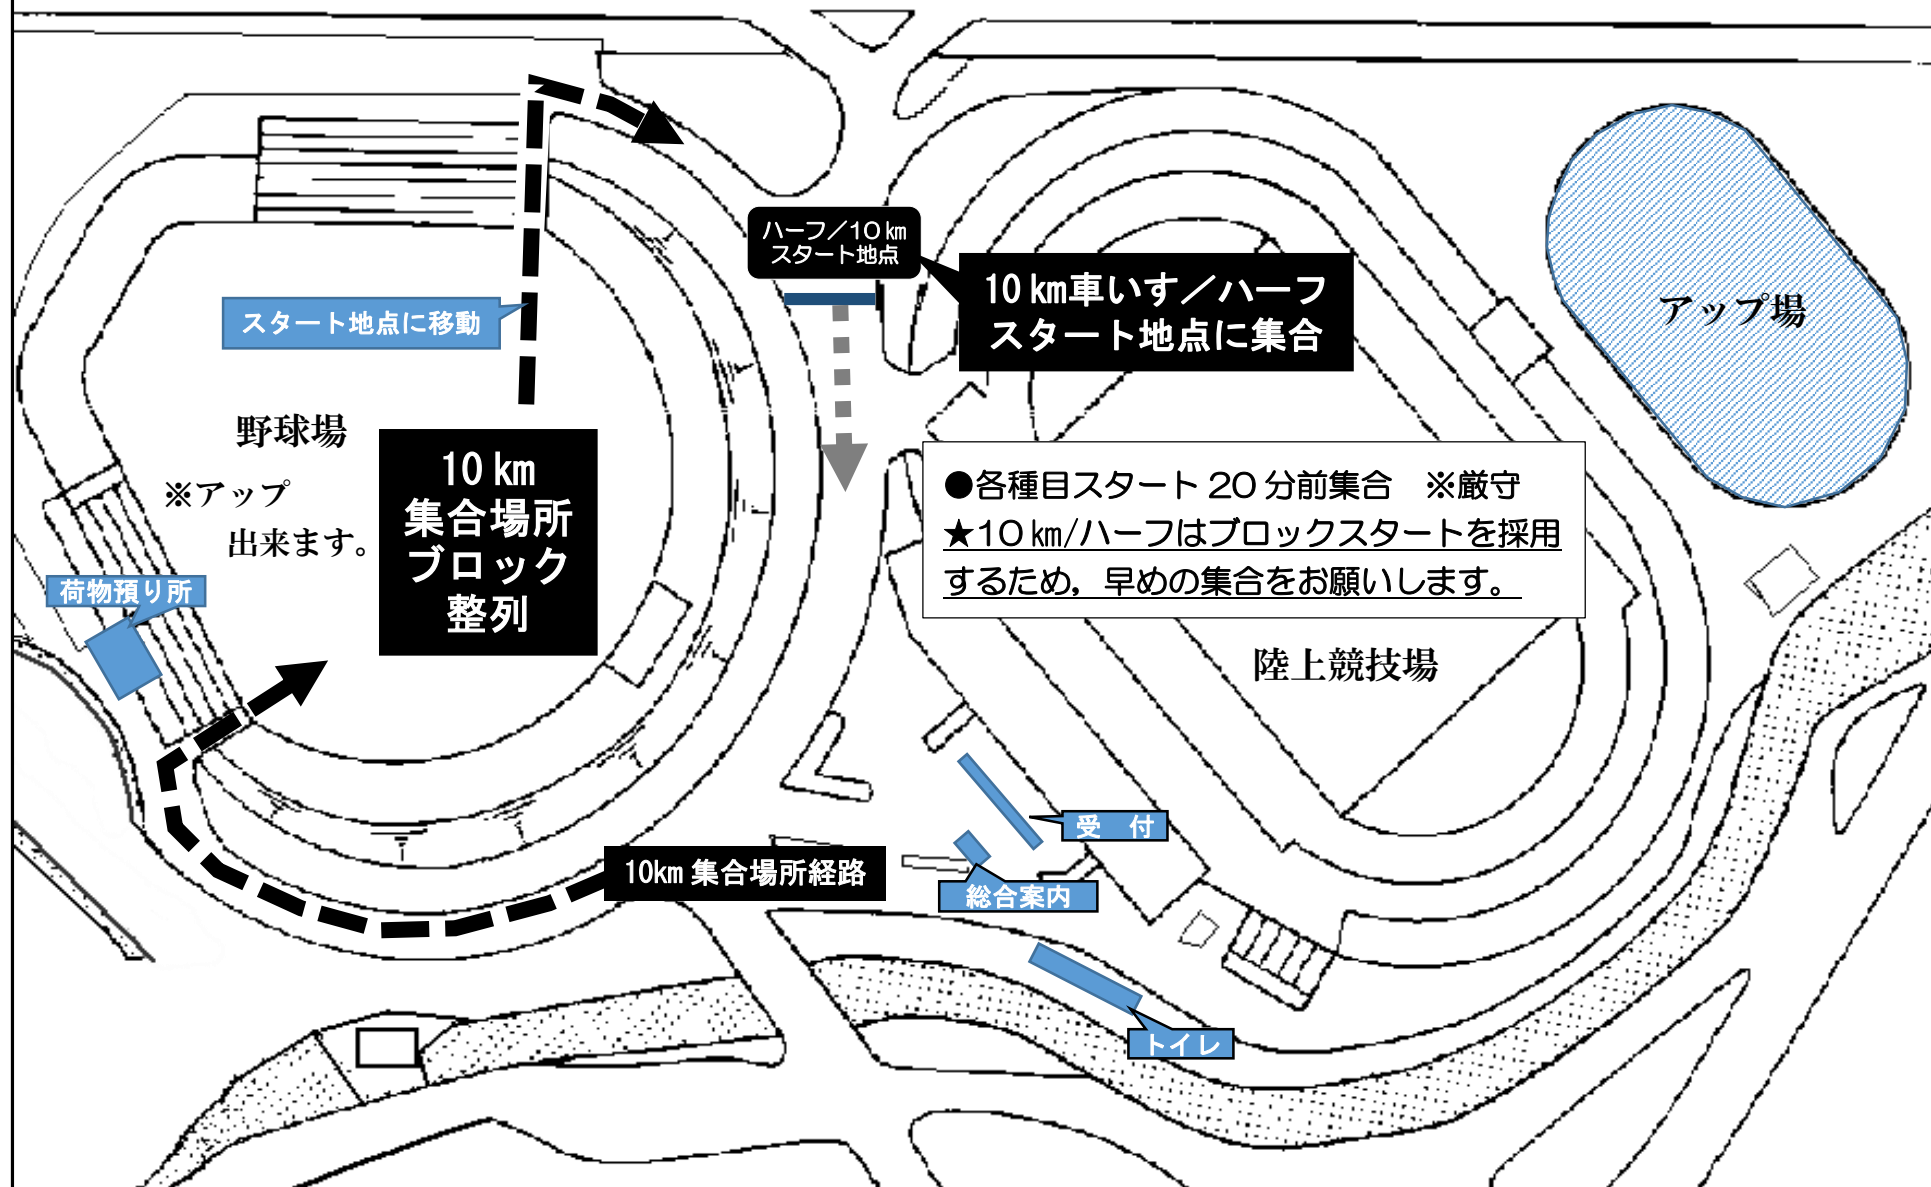 ハーフ／10㎞
スタート地点
10㎞車いす／ハーフ
スタート地点に集合
アップ場
スタート地点に移動
野球場
※アップ
出来ます。
10㎞
集合場所
ブロック
整列
●各種目スタート 20 分前集合　※厳守
★10㎞/ハーフはブロックスタートを採用
するため，早めの集合をお願いします。
荷物預り所
陸上競技場
受　付
10km 集合場所経路
総合案内
トイレ